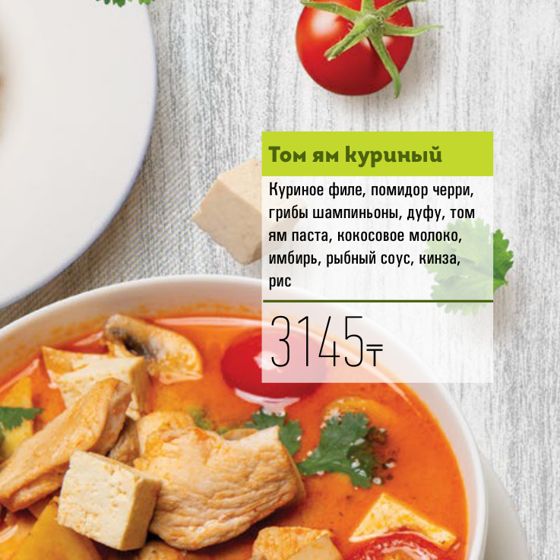 Том ям куриный
Куриное филе, помидор черри,
грибы шампиньоны, дуфу, том
ям паста, кокосовое молоко,
имбирь, рыбный соус, кинза,
рис
3145₸